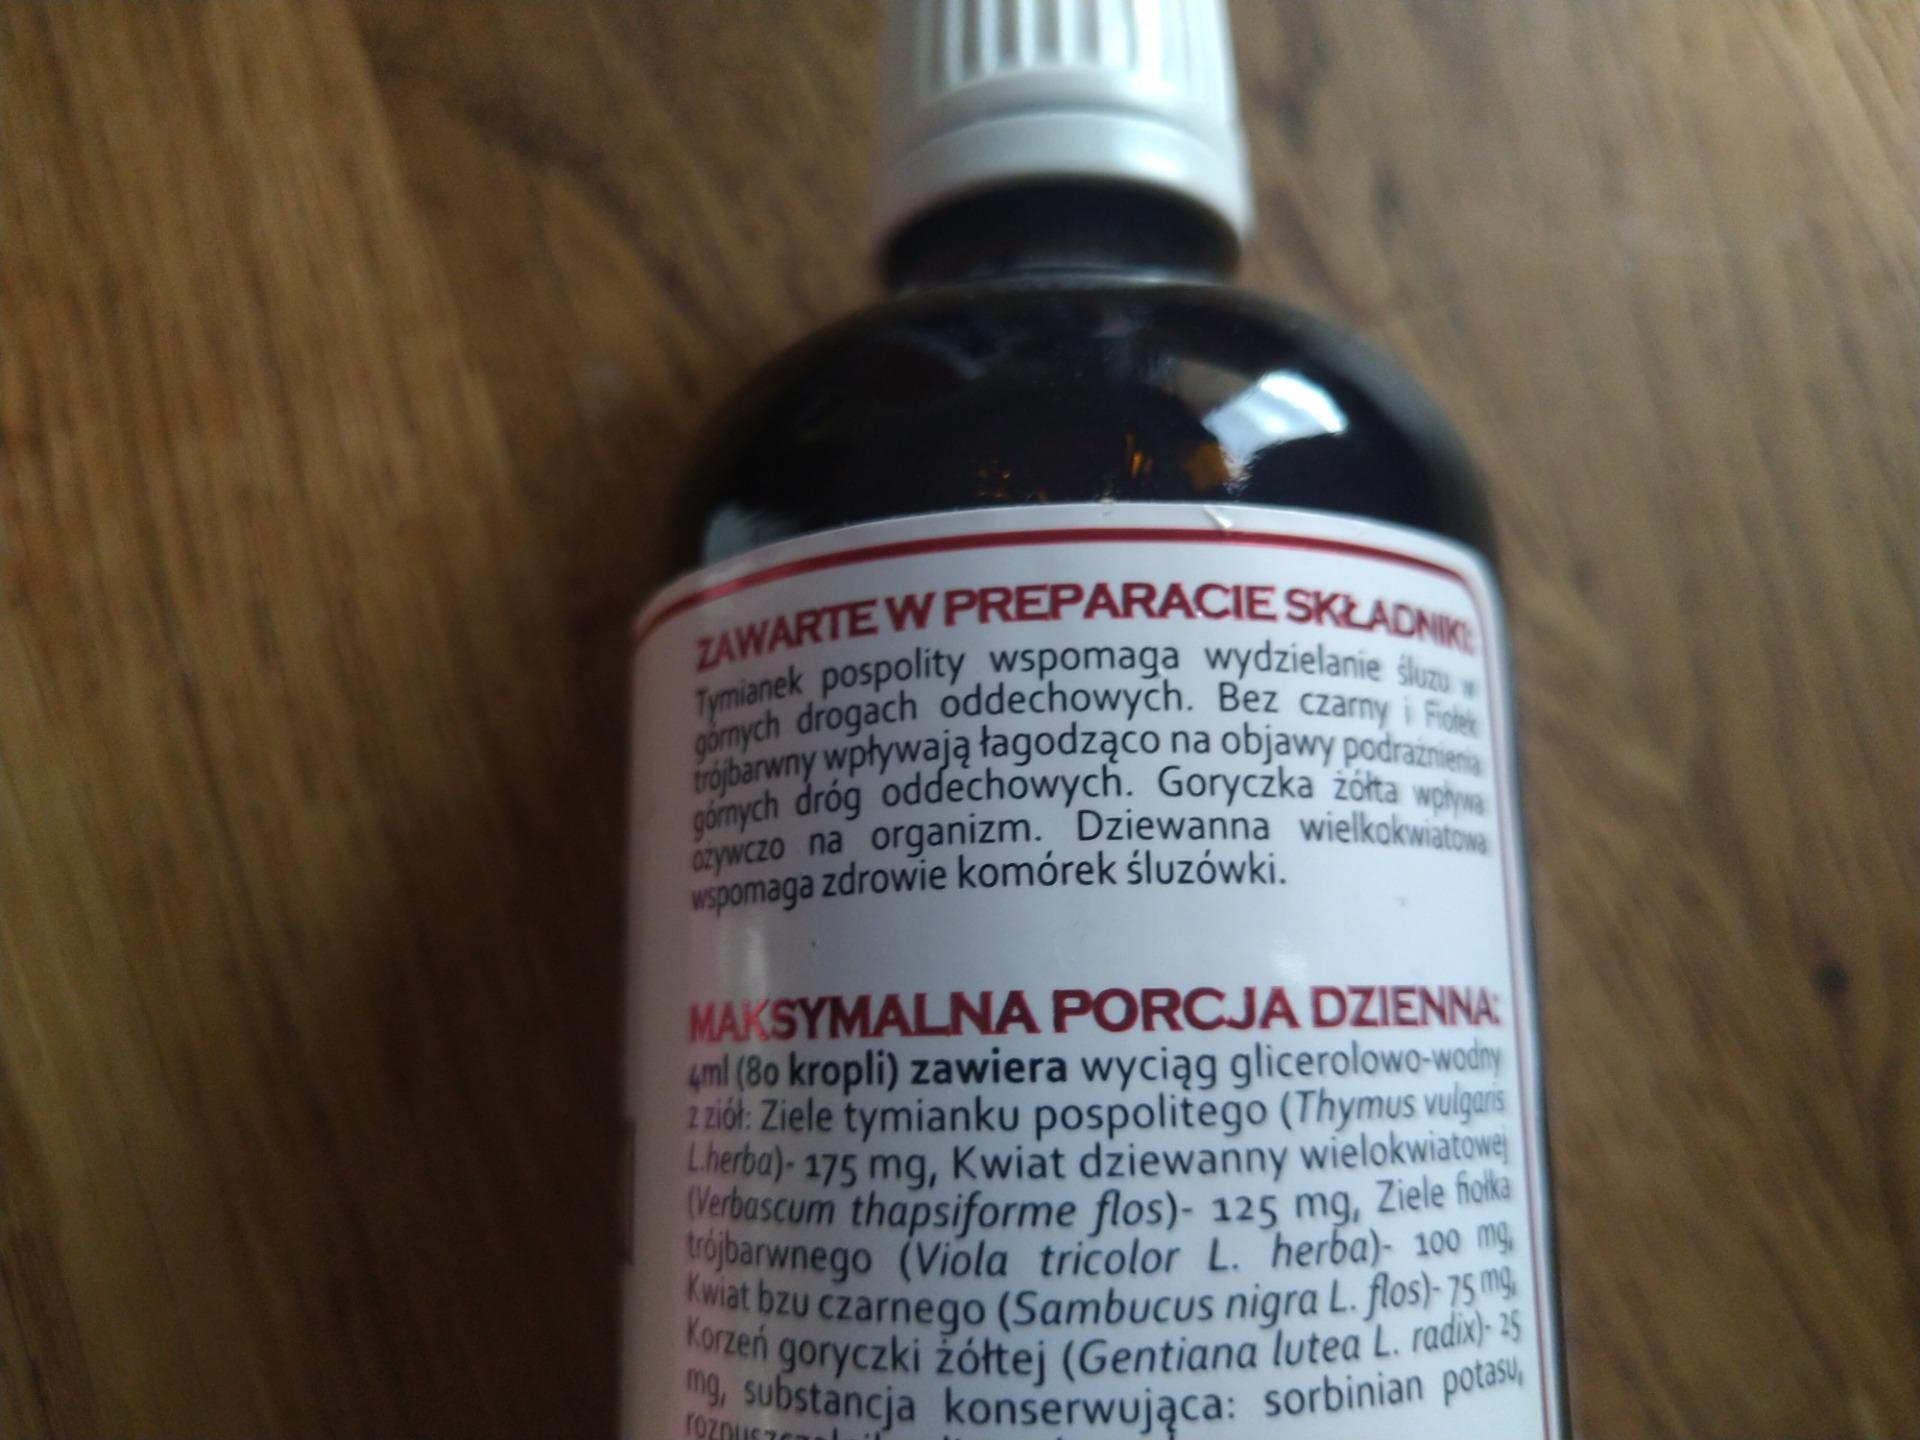 ZAWARTE W PREPARACIE SKŁADNIKI:
Tymianek pospolity wspomaga wydzielanie śluzu w
górnych drogach oddechowych. Bez czarny i Fiołek
trójbarwny wpływają łagodząco na objawy podrażnienia
górnych dróg oddechowych. Goryczka żółta wpływa
ożywczo na organizm. Dziewanna wielkokwiatowa
wspomaga zdrowie komórek śluzówki.
MAKSYMALNA PORCJA DZIENNA:
4ml (80 kropli) zawiera wyciąg glicerolowo-wodny
z ziół: Ziele tymianku pospolitego (Thymus vulgaris
L.herba)- 175 mg, Kwiat dziewanny wielokwiatowej
(Verbascum thapsiforme flos)- 125 mg, Ziele fiołka
trójbarwnego (Viola tricolor L. herba)- 100 mg,
Kwiat bzu czarnego (Sambucus nigra L. flos)- 75 mg,
Korzeń goryczki żółtej (Gentiana lutea L. radix)- 25
mg, substancja konserwująca: sorbinian potasu,